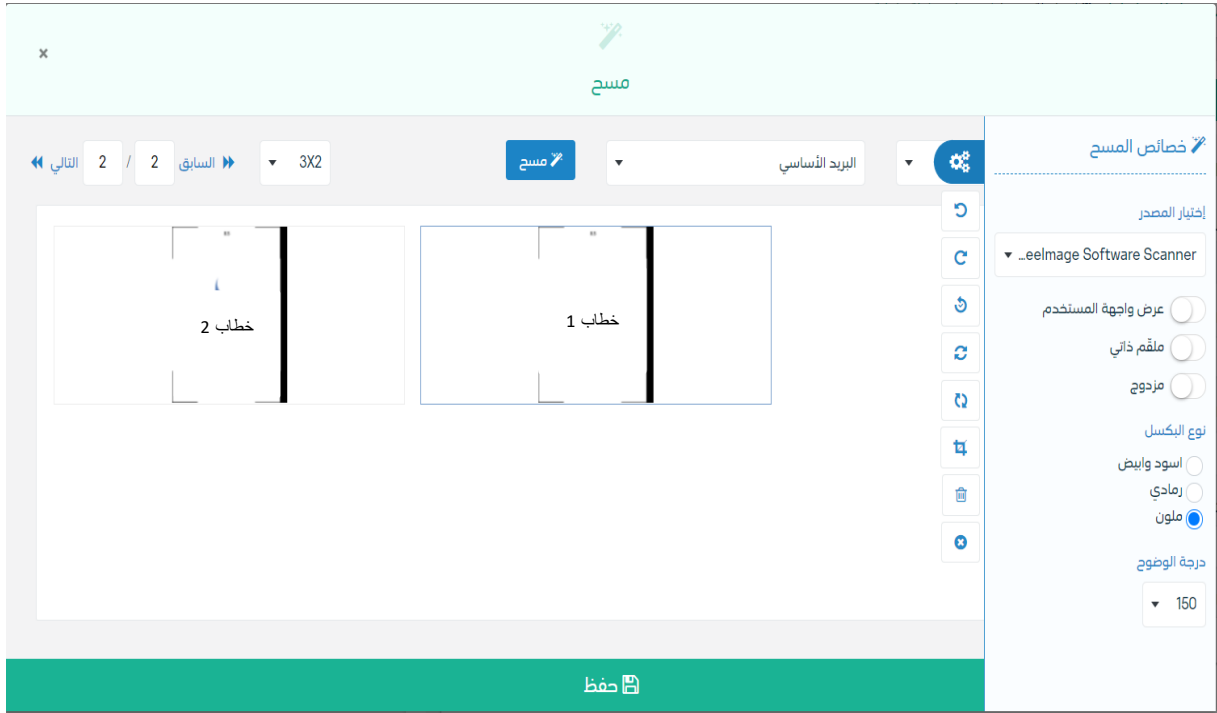 مسح
خصائص المسح
إختيار المصدر
...eeImage Software Scanner
عرض واجهة المستخدم
ملقّم ذاتي
مزدوج
نوع البكسل
اسود وابيض
رمادي
ملون
درجة الوضوح
150
البريد الأساسي
مسح
3X2
السابق 2 / 2 التالي
خطاب 1
خطاب 2
حفظ